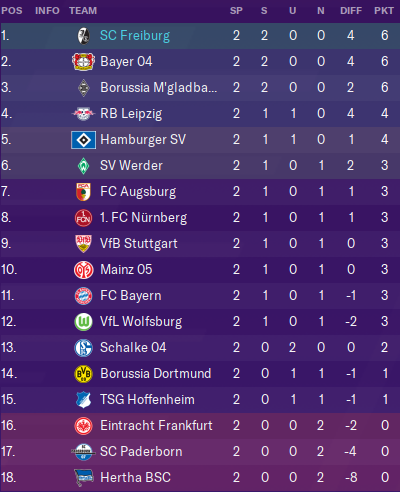 POS INFO TEAM SP S U N DIFF PKT
1. SC Freiburg 2 2 0 0 4 6
2. Bayer 04 2 2 0 0 4 6
3. Borussia M'gladba... 2 2 0 0 2 6
4. RB Leipzig 2 1 1 0 4 4
5. Hamburger SV 2 1 1 0 1 4
6. SV Werder 2 1 0 1 2 3
7. FC Augsburg 2 1 0 1 1 3
8. 1. FC Nürnberg 2 1 0 1 1 3
9. VfB Stuttgart 2 1 0 1 0 3
10. Mainz 05 2 1 0 1 0 3
11. FC Bayern 2 1 0 1 -1 3
12. VfL Wolfsburg 2 1 0 1 -2 3
13. Schalke 04 2 0 2 0 0 2
14. Borussia Dortmund 2 0 1 1 -1 1
15. TSG Hoffenheim 2 0 1 1 -1 1
16. Eintracht Frankfurt 2 0 0 2 -2 0
17. SC Paderborn 2 0 0 2 -4 0
18. Hertha BSC 2 0 0 2 -8 0